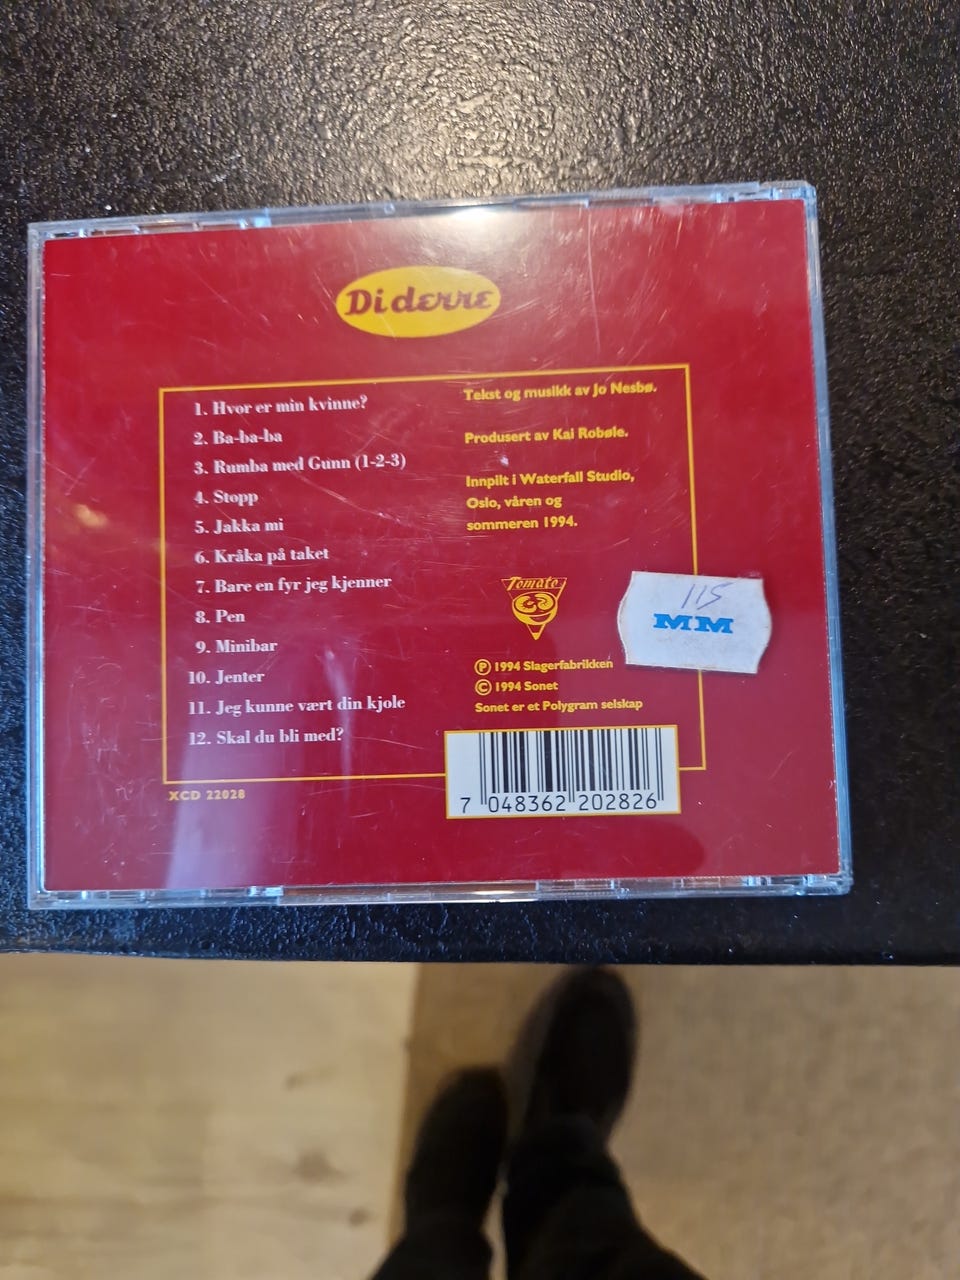 Di derre
1. Hvor er min kvinne?
2. Ba-ba-ba
3. Rumba med Gunn (1-2-3)
4. Stopp
5. Jakka mi
6. Kråka på taket
7. Bare en fyr jeg kjenner
8. Pen
9. Minibar
10. Jenter
11. Jeg kunne vært din kjole
12. Skal du bli med?
XCD 22028
Tekst og musikk av Jo Nesbø.
Produsert av Kai Robøle.
Innpilt i Waterfall Studio,
Oslo, våren og
sommeren 1994.
Tomato
115
MM
Ⓟ 1994 Slagerfabrikken
© 1994 Sonet
Sonet er et Polygram selskap
7 048362 202826